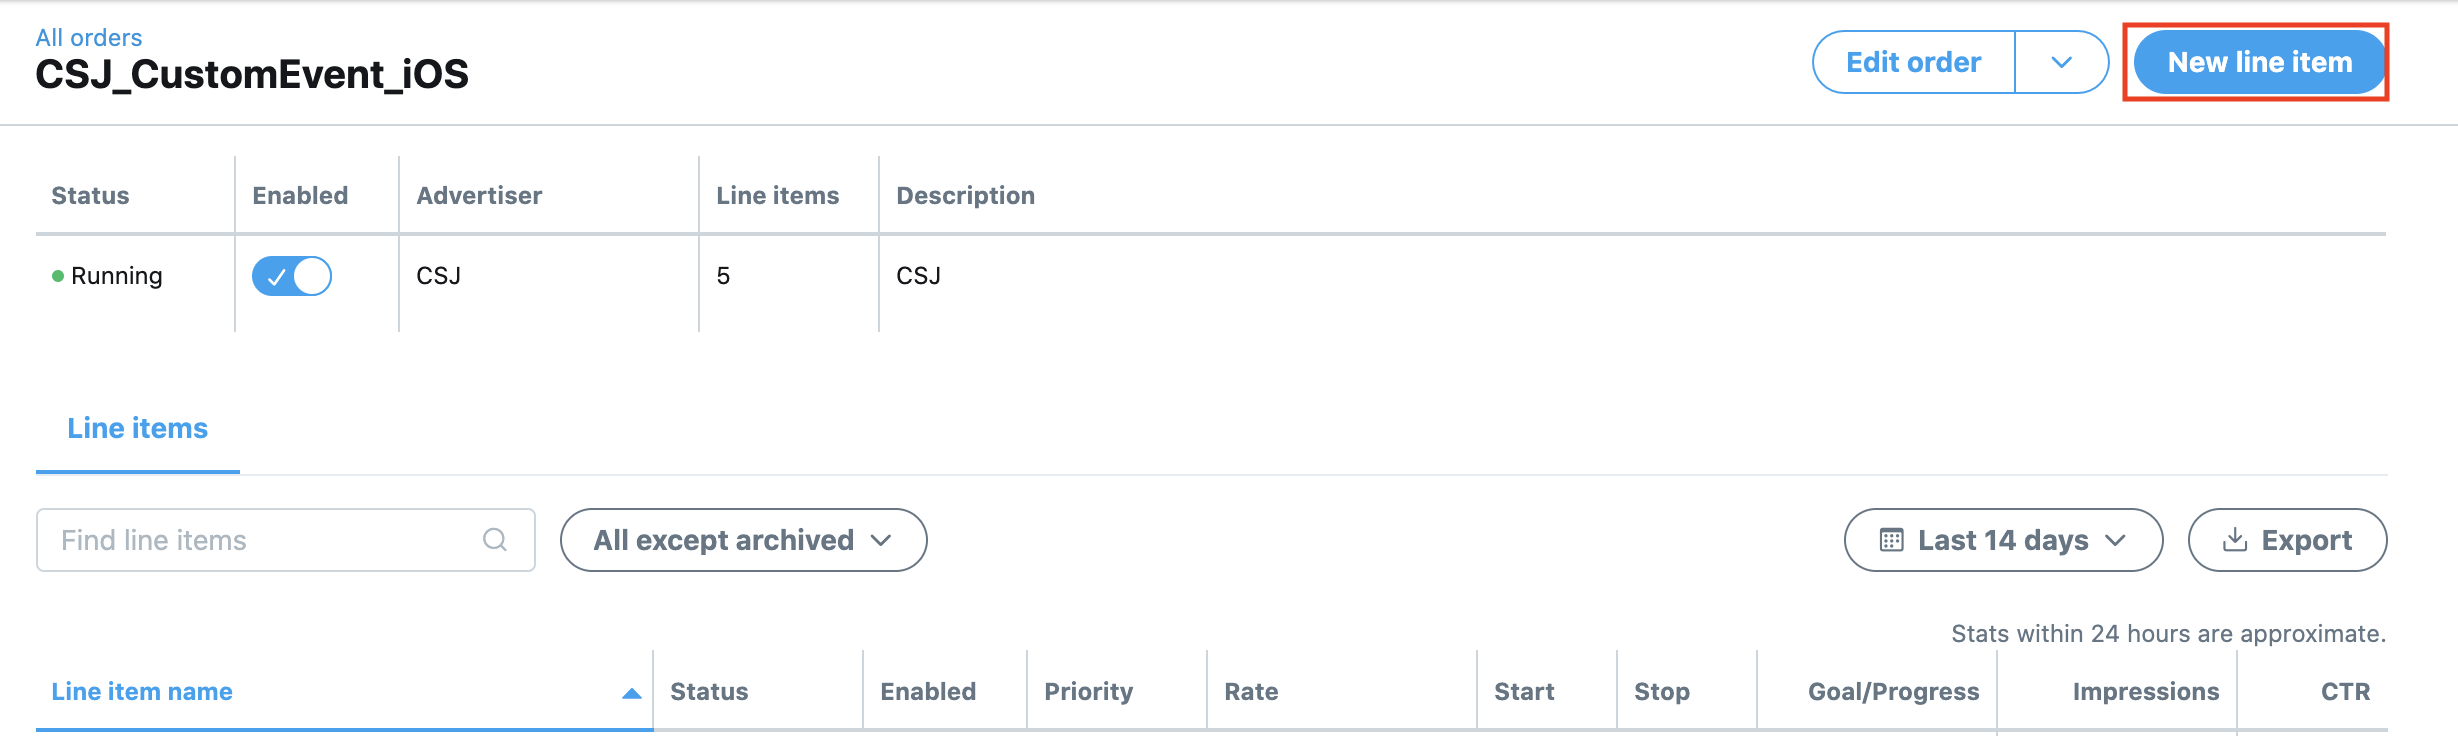 All orders
CSJ_CustomEvent_iOS
Edit order
New line item
Status Enabled Advertiser Line items Description
Running CSJ 5 CSJ
Line items
Find line items All except archived Last 14 days Export
Stats within 24 hours are approximate.
Line item name Status Enabled Priority Rate Start Stop Goal/Progress Impressions CTR